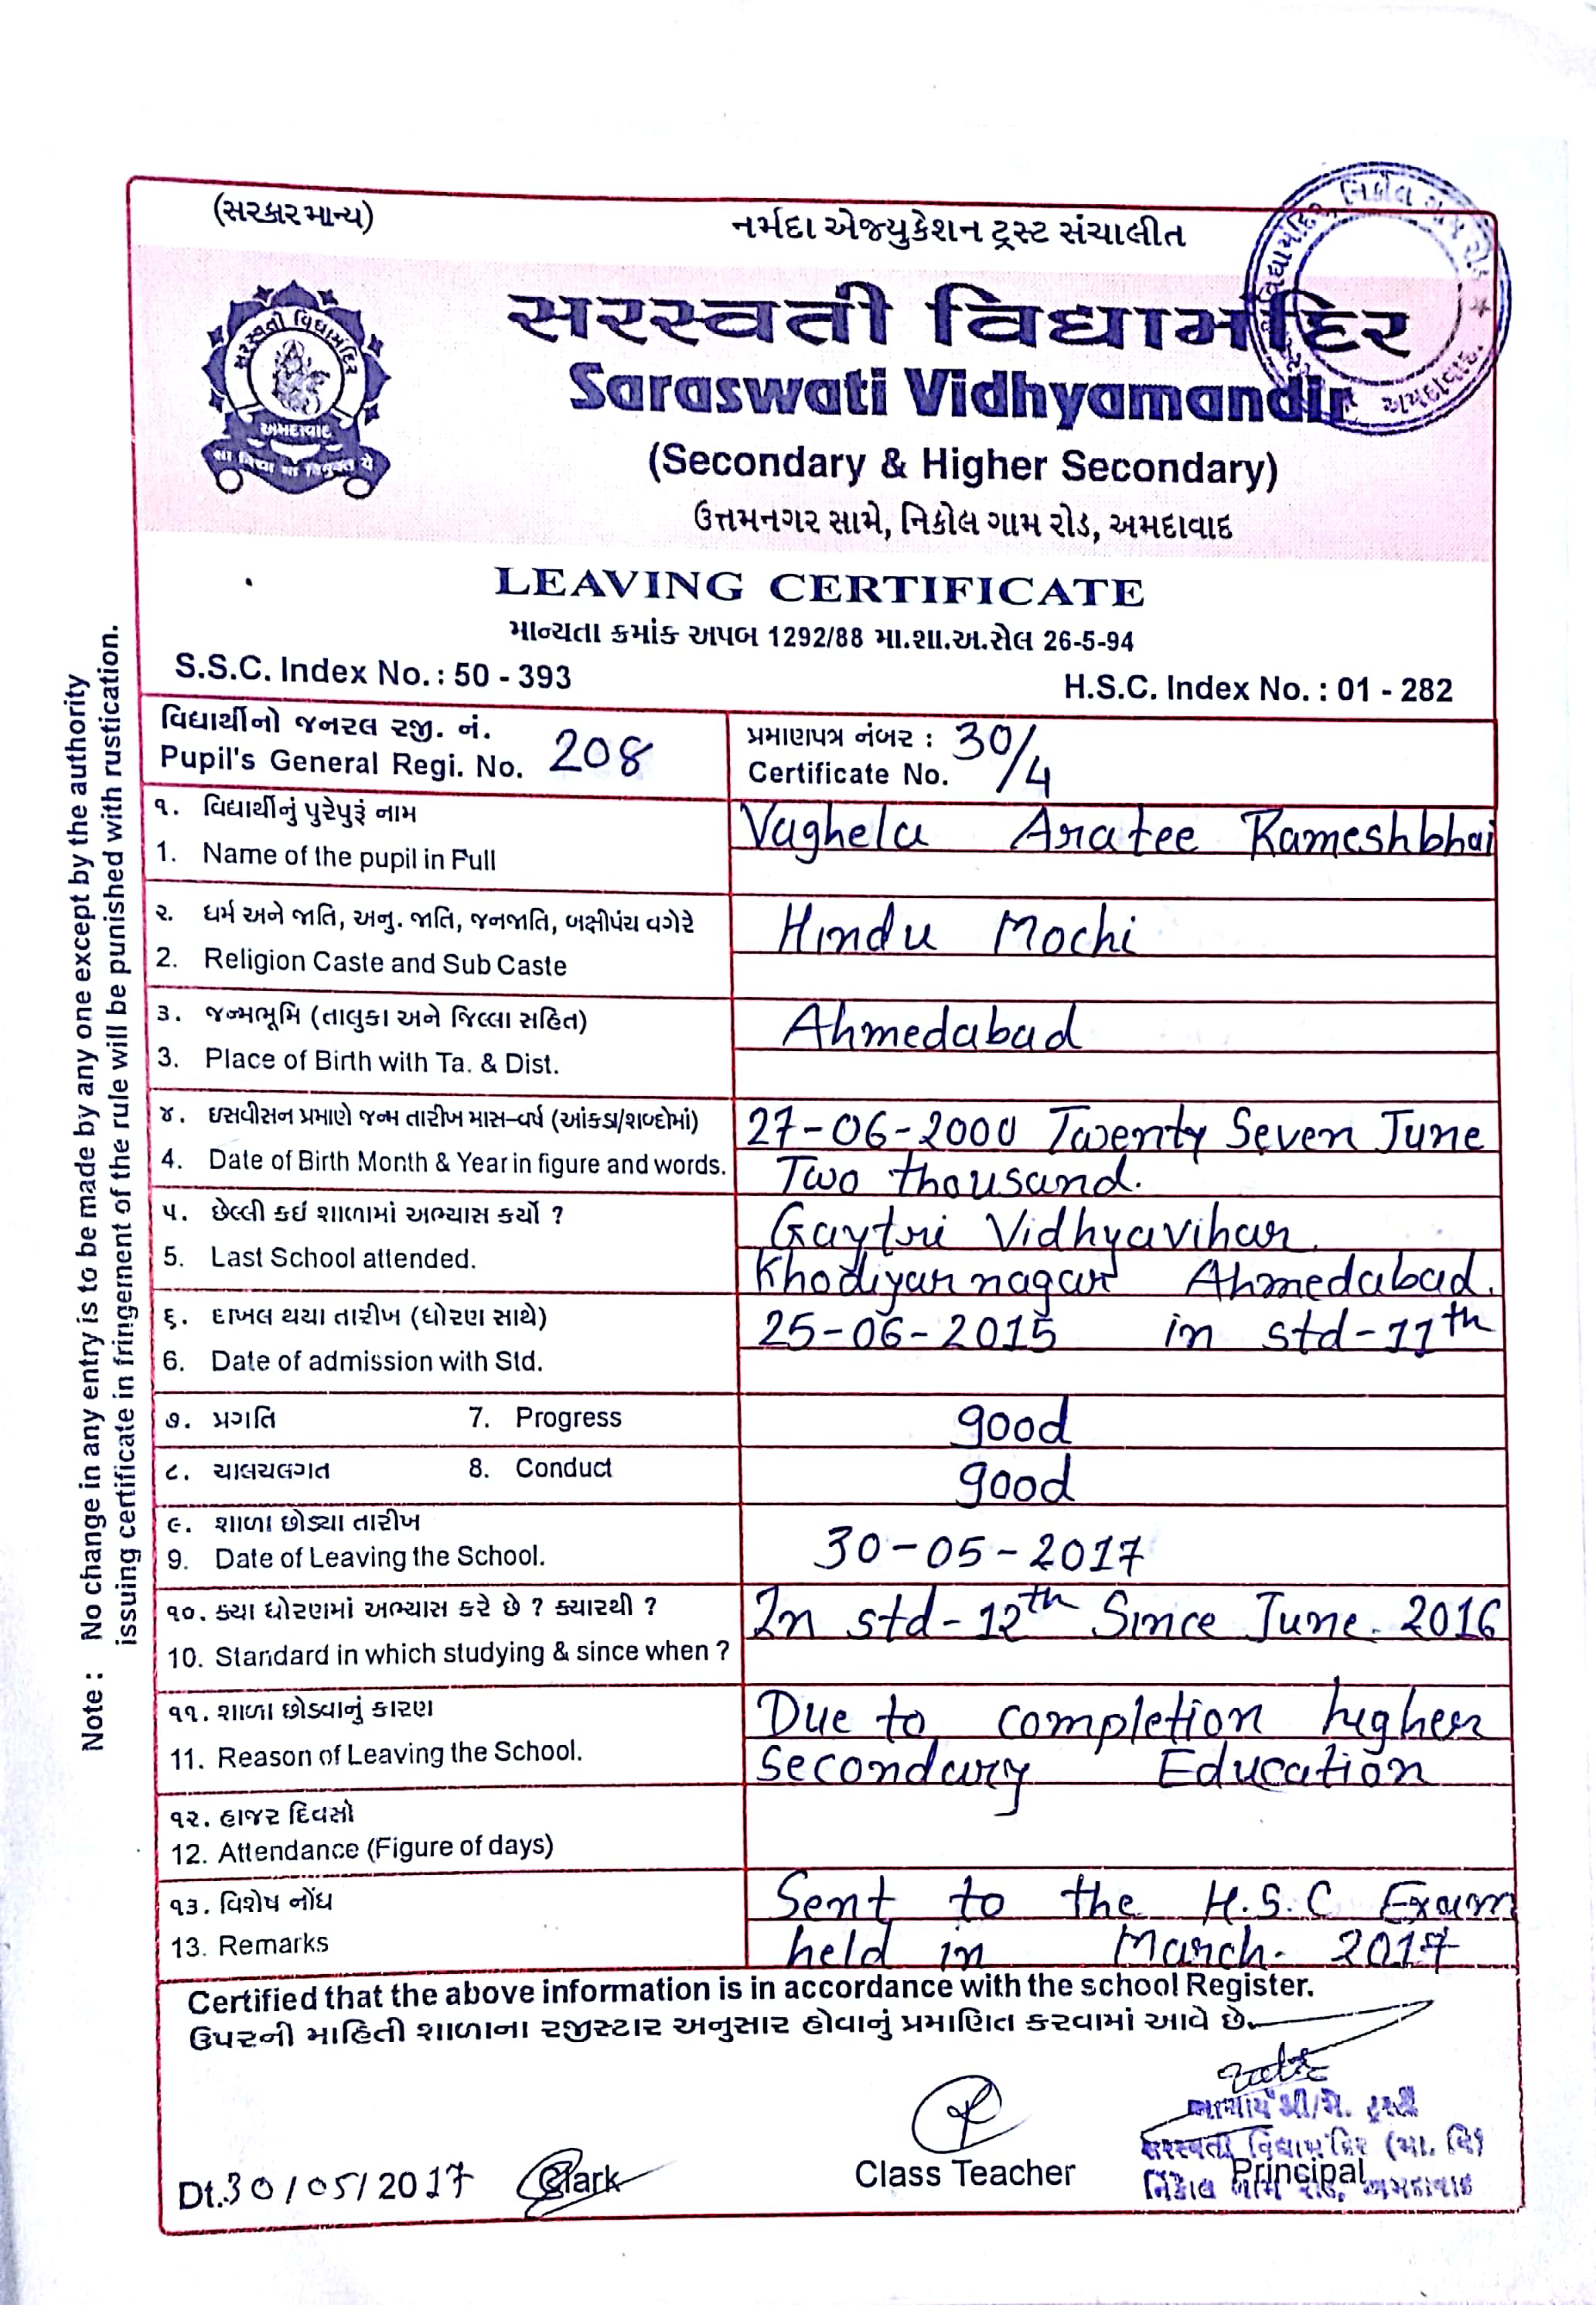 (સરકાર માન્ય)
નર્મદા એજ્યુકેશન ટ્રસ્ટ સંચાલીત
સરસ્વતી વિદ્યામંદિર
Saraswati Vidhyamandir
(Secondary & Higher Secondary)
ઉત્તમનગર સામે, નિકોલ ગામ રોડ, અમદાવાદ
સરસ્વતી વિદ્યામંદિર
અમદાવાદ
LEAVING CERTIFICATE
માન્યતા ક્રમાંક અપબ 1292/88 મા.શા.અ.સેલ 26-5-94
S.S.C. Index No. : 50 - 393
H.S.C. Index No. : 01 - 282
વિદ્યાર્થીનો જનરલ રજી. નં.
Pupil's General Regi. No. 208
પ્રમાણપત્ર નંબર : 30/4
Certificate No.
૧. વિદ્યાર્થીનું પુરેપુરૂં નામ
1. Name of the pupil in Full
Vaghela Aratee Rameshbhai
૨. ધર્મ અને જાતિ, અનુ. જાતિ, જનજાતિ, બક્ષીપંચ વગેરે
2. Religion Caste and Sub Caste
Hindu Mochi
૩. જન્મભૂમિ (તાલુકા અને જિલ્લા સહિત)
3. Place of Birth with Ta. & Dist.
Ahmedabad
૪. ઇસવીસન પ્રમાણે જન્મ તારીખ માસ-વર્ષ (આંકડા/શબ્દોમાં)
4. Date of Birth Month & Year in figure and words.
27-06-2000 Twenty Seven June
Two thousand.
૫. છેલ્લી કઇ શાળામાં અભ્યાસ કર્યો ?
5. Last School attended.
Gaytri Vidhyavihar
Khodiyarnagar Ahmedabad.
૬. દાખલ થયા તારીખ (ધોરણ સાથે)
6. Date of admission with Std.
25-06-2015 in std-11th
૭. પ્રગતિ 7. Progress
good
૮. ચાલચલગત 8. Conduct
good
૯. શાળા છોડ્યા તારીખ
9. Date of Leaving the School.
30-05-2017
૧૦. ક્યા ધોરણમાં અભ્યાસ કરે છે ? ક્યારથી ?
10. Standard in which studying & since when ?
In std-12th Since June. 2016
૧૧. શાળા છોડવાનું કારણ
11. Reason of Leaving the School.
Due to completion higher
Secondary Education
૧૨. હાજર દિવસો
12. Attendance (Figure of days)
૧૩. વિશેષ નોંધ
13. Remarks
Sent to the H.S.C Exam
held in March- 2017
Certified that the above information is in accordance with the school Register.
ઉપરની માહિતી શાળાના રજીસ્ટાર અનુસાર હોવાનું પ્રમાણિત કરવામાં આવે છે.
આચાર્યશ્રી/મે. ટ્રસ્ટી
સરસ્વતી વિદ્યામંદિર (મા. વિ)
નિકોલ ગામ રોડ, અમદાવાદ
Dt. 30/05/2017
Clark
Class Teacher
Principal
Note : No change in any entry is to be made by any one except by the authority
issuing certificate in fringement of the rule will be punished with rustication.